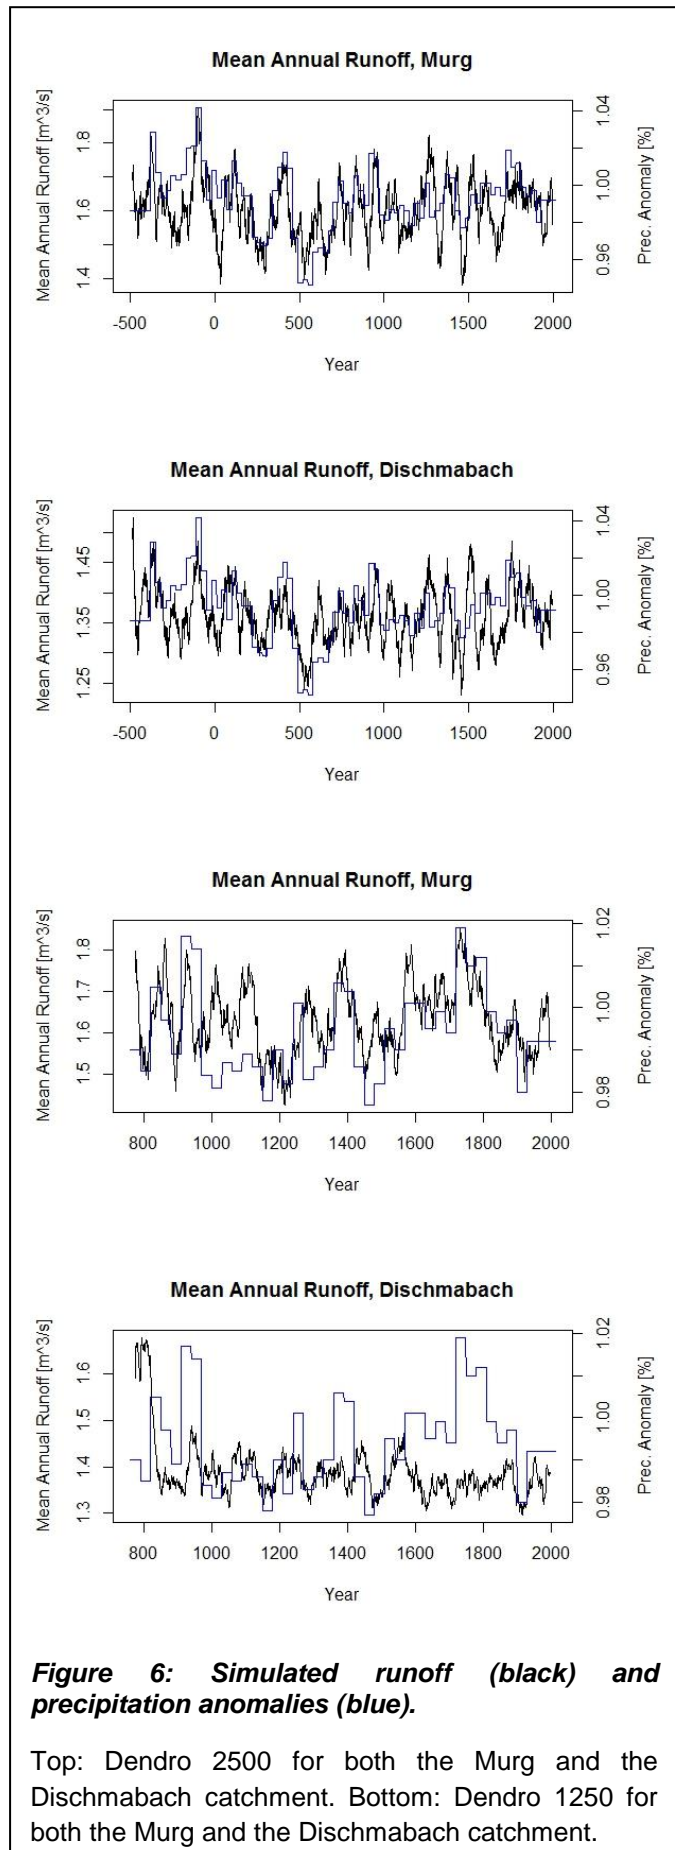 Mean Annual Runoff, Murg
Mean Annual Runoff [m^3/s]
1.4 1.6 1.8
0.96 1.00 1.04
Prec. Anomaly [%]
-500 0 500 1000 1500 2000
Year
Mean Annual Runoff, Dischmabach
Mean Annual Runoff [m^3/s]
1.25 1.35 1.45
0.96 1.00 1.04
Prec. Anomaly [%]
-500 0 500 1000 1500 2000
Year
Mean Annual Runoff, Murg
Mean Annual Runoff [m^3/s]
1.5 1.6 1.7 1.8
0.98 1.00 1.02
Prec. Anomaly [%]
800 1000 1200 1400 1600 1800 2000
Year
Mean Annual Runoff, Dischmabach
Mean Annual Runoff [m^3/s]
1.3 1.4 1.5 1.6
0.98 1.00 1.02
Prec. Anomaly [%]
800 1000 1200 1400 1600 1800 2000
Year
Figure 6: Simulated runoff (black) and
precipitation anomalies (blue).
Top: Dendro 2500 for both the Murg and the
Dischmabach catchment. Bottom: Dendro 1250 for
both the Murg and the Dischmabach catchment.